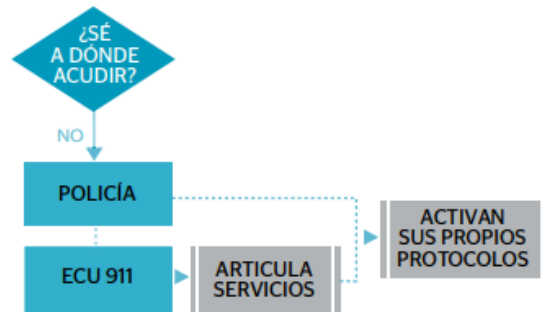 ¿SÉ
A DÓNDE
ACUDIR?
NO
POLICÍA
ECU 911
ARTICULA
SERVICIOS
ACTIVAN
SUS PROPIOS
PROTOCOLOS